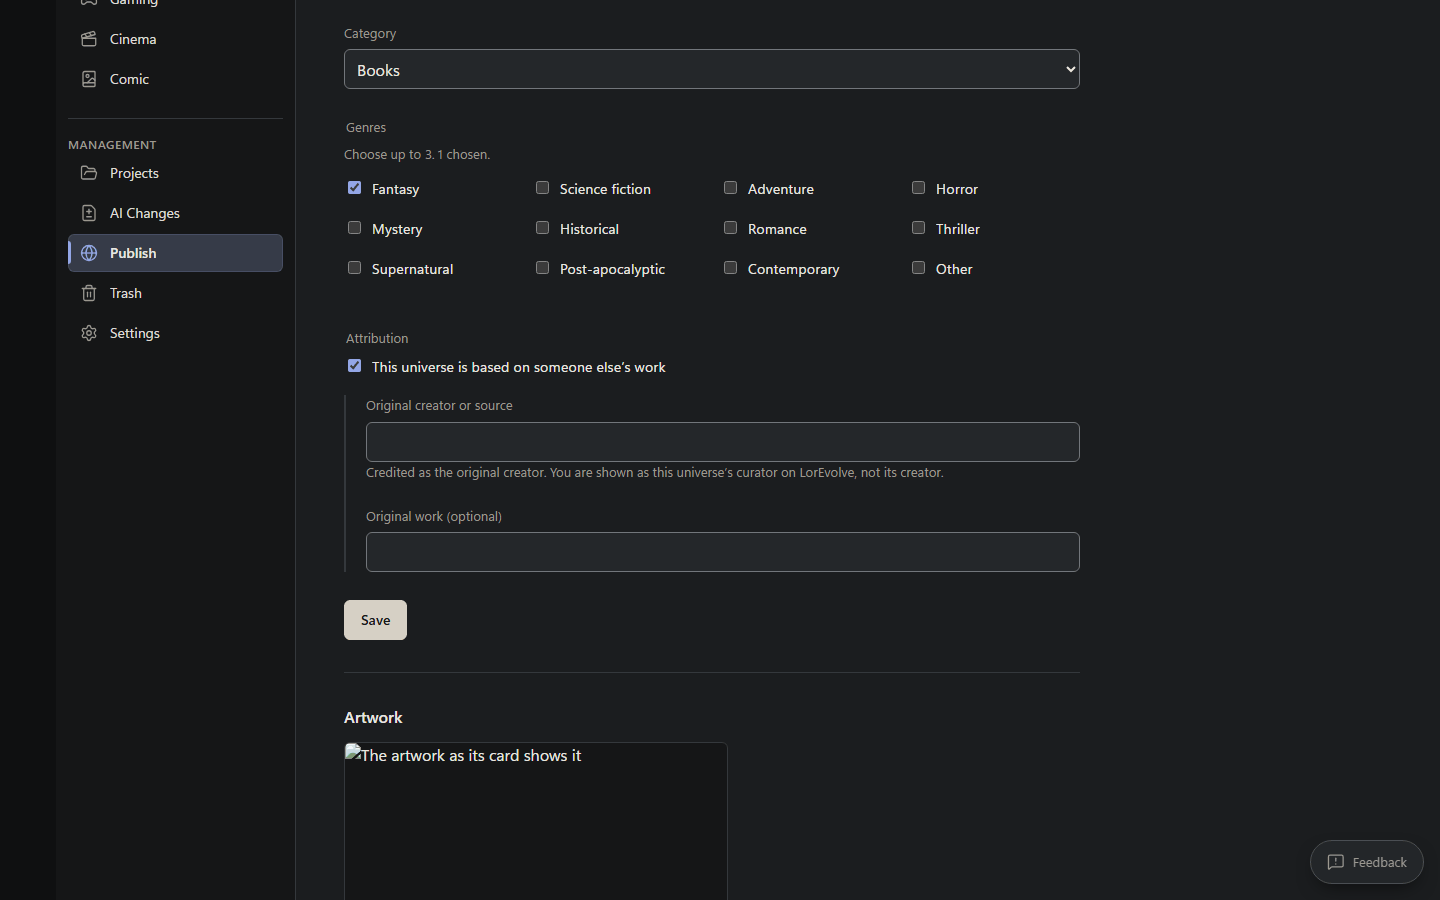 Gaming
Cinema
Comic
MANAGEMENT
Projects
AI Changes
Publish
Trash
Settings
Category
Books
Genres
Choose up to 3. 1 chosen.
Fantasy
Science fiction
Adventure
Horror
Mystery
Historical
Romance
Thriller
Supernatural
Post-apocalyptic
Contemporary
Other
Attribution
This universe is based on someone else’s work
Original creator or source
Credited as the original creator. You are shown as this universe’s curator on LorEvolve, not its creator.
Original work (optional)
Save
Artwork
The artwork as its card shows it
Feedback